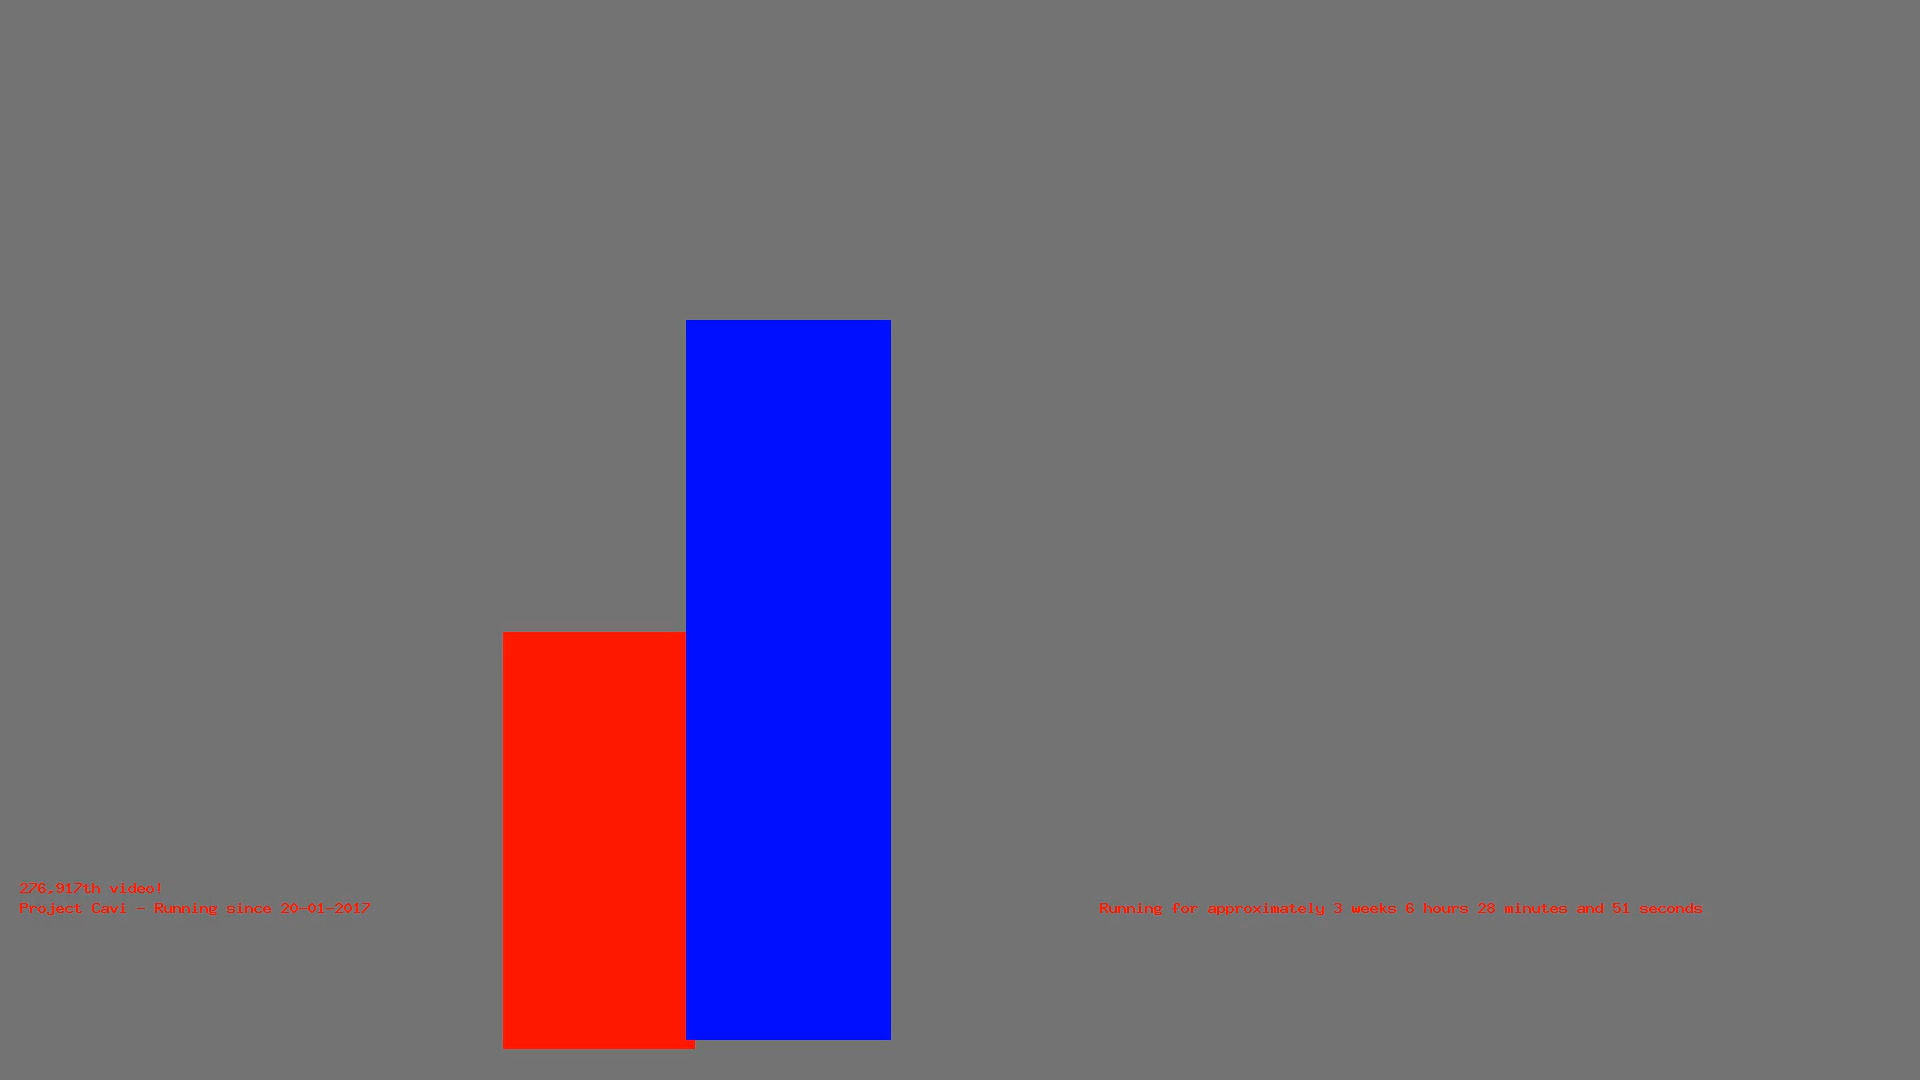 276,917th video!
Project Cavi - Running since 20-01-2017
Running for approximately 3 weeks 6 hours 28 minutes and 51 seconds